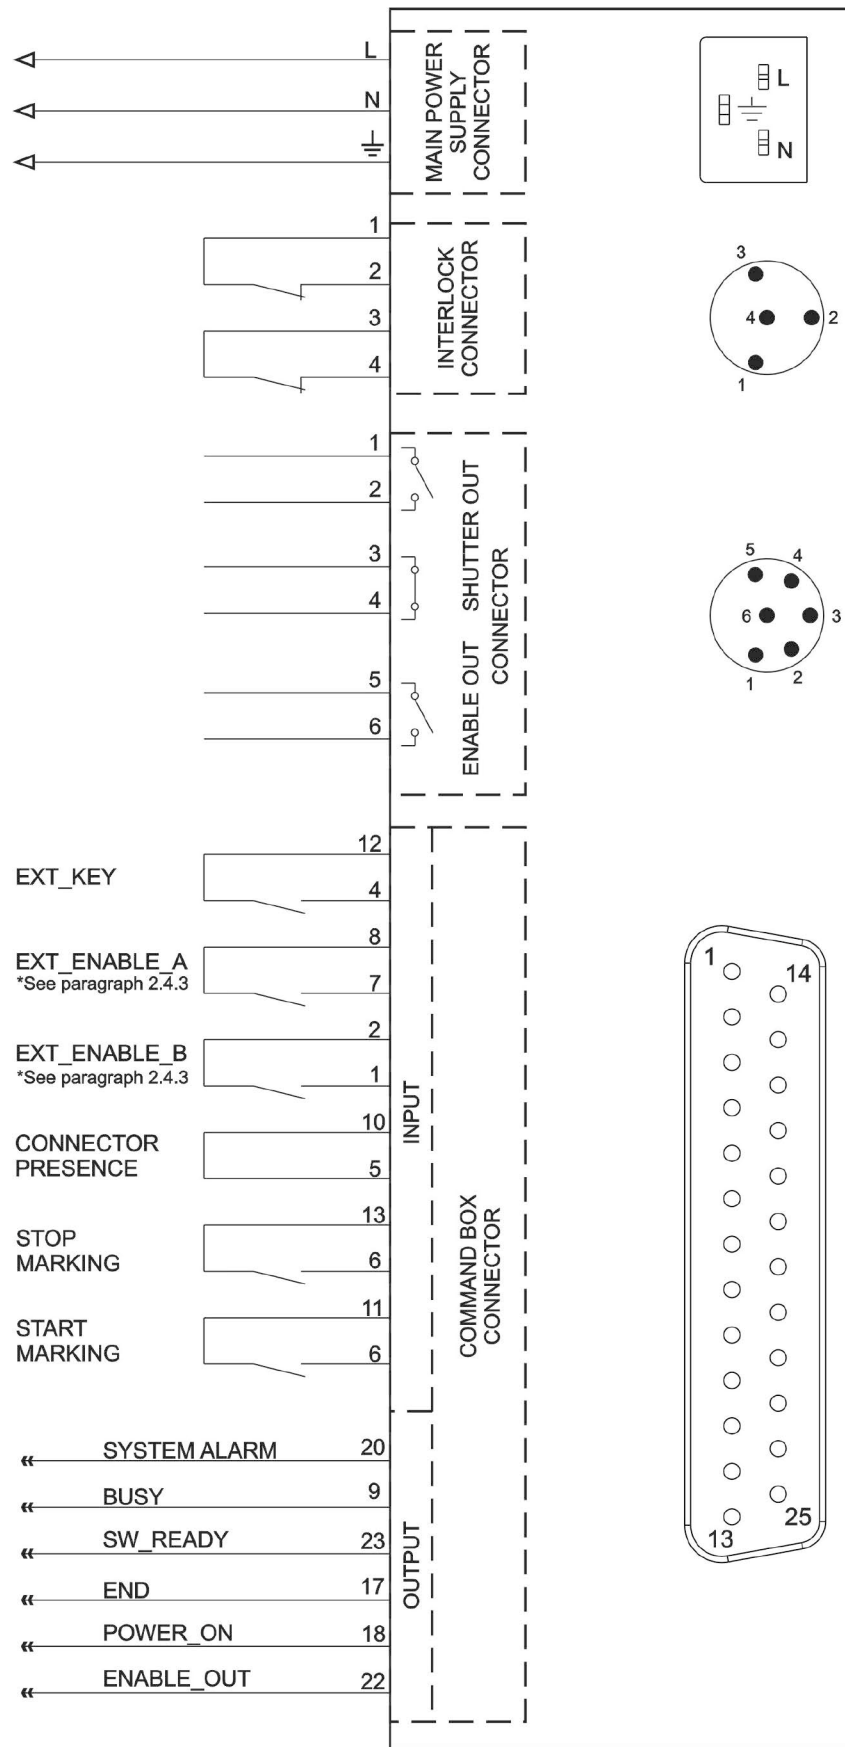 L
N
MAIN POWER
SUPPLY
CONNECTOR
L
N
1
2
3
4
INTERLOCK
CONNECTOR
3
4
2
1
1
2
3
4
5
6
ENABLE OUT SHUTTER OUT
CONNECTOR
5
4
6
3
1
2
EXT_KEY
12
4
EXT_ENABLE_A
*See paragraph 2.4.3
8
7
EXT_ENABLE_B
*See paragraph 2.4.3
2
1
CONNECTOR
PRESENCE
10
5
STOP
MARKING
13
6
START
MARKING
11
6
INPUT
COMMAND BOX
CONNECTOR
SYSTEM ALARM 20
BUSY 9
SW_READY 23
END 17
POWER_ON 18
ENABLE_OUT 22
OUTPUT
1
14
13
25